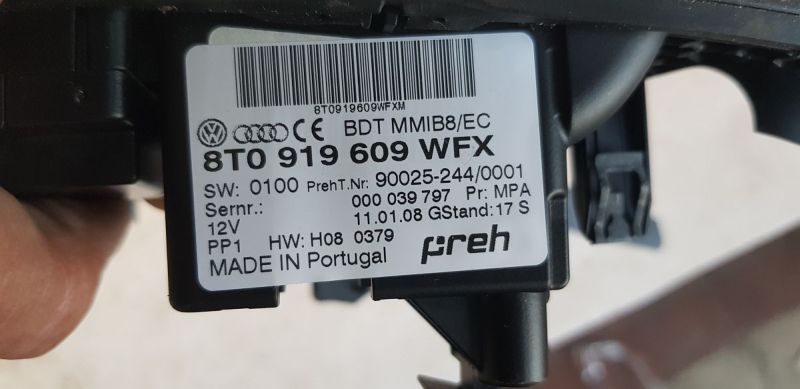 8T0919609WFXM
CE BDT MMIB8/EC
8T0 919 609 WFX
SW: 0100 PrehT.Nr: 90025-244/0001
Sernr.: 000 039 797 Pr: MPA
12V 11.01.08 GStand: 17 S
PP1 HW: H08 0379
MADE IN Portugal preh